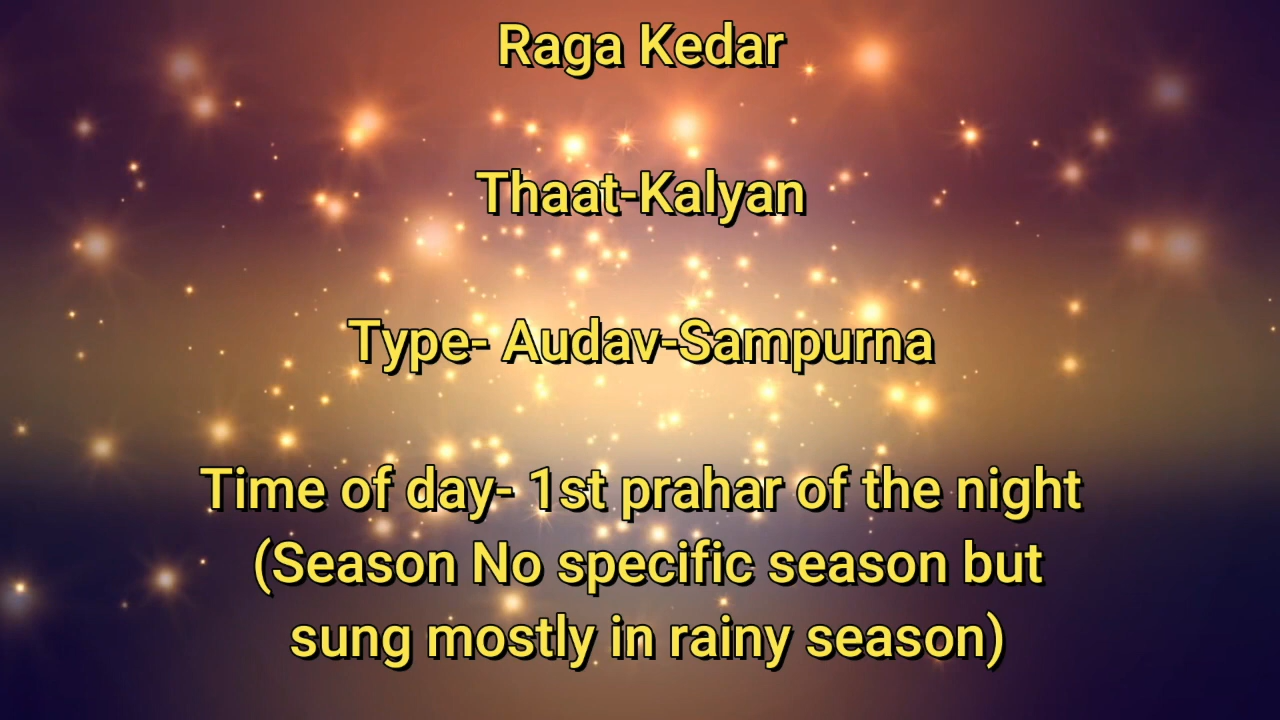 Raga Kedar
Thaat-Kalyan
Type- Audav-Sampurna
Time of day- 1st prahar of the night
(Season No specific season but
sung mostly in rainy season)